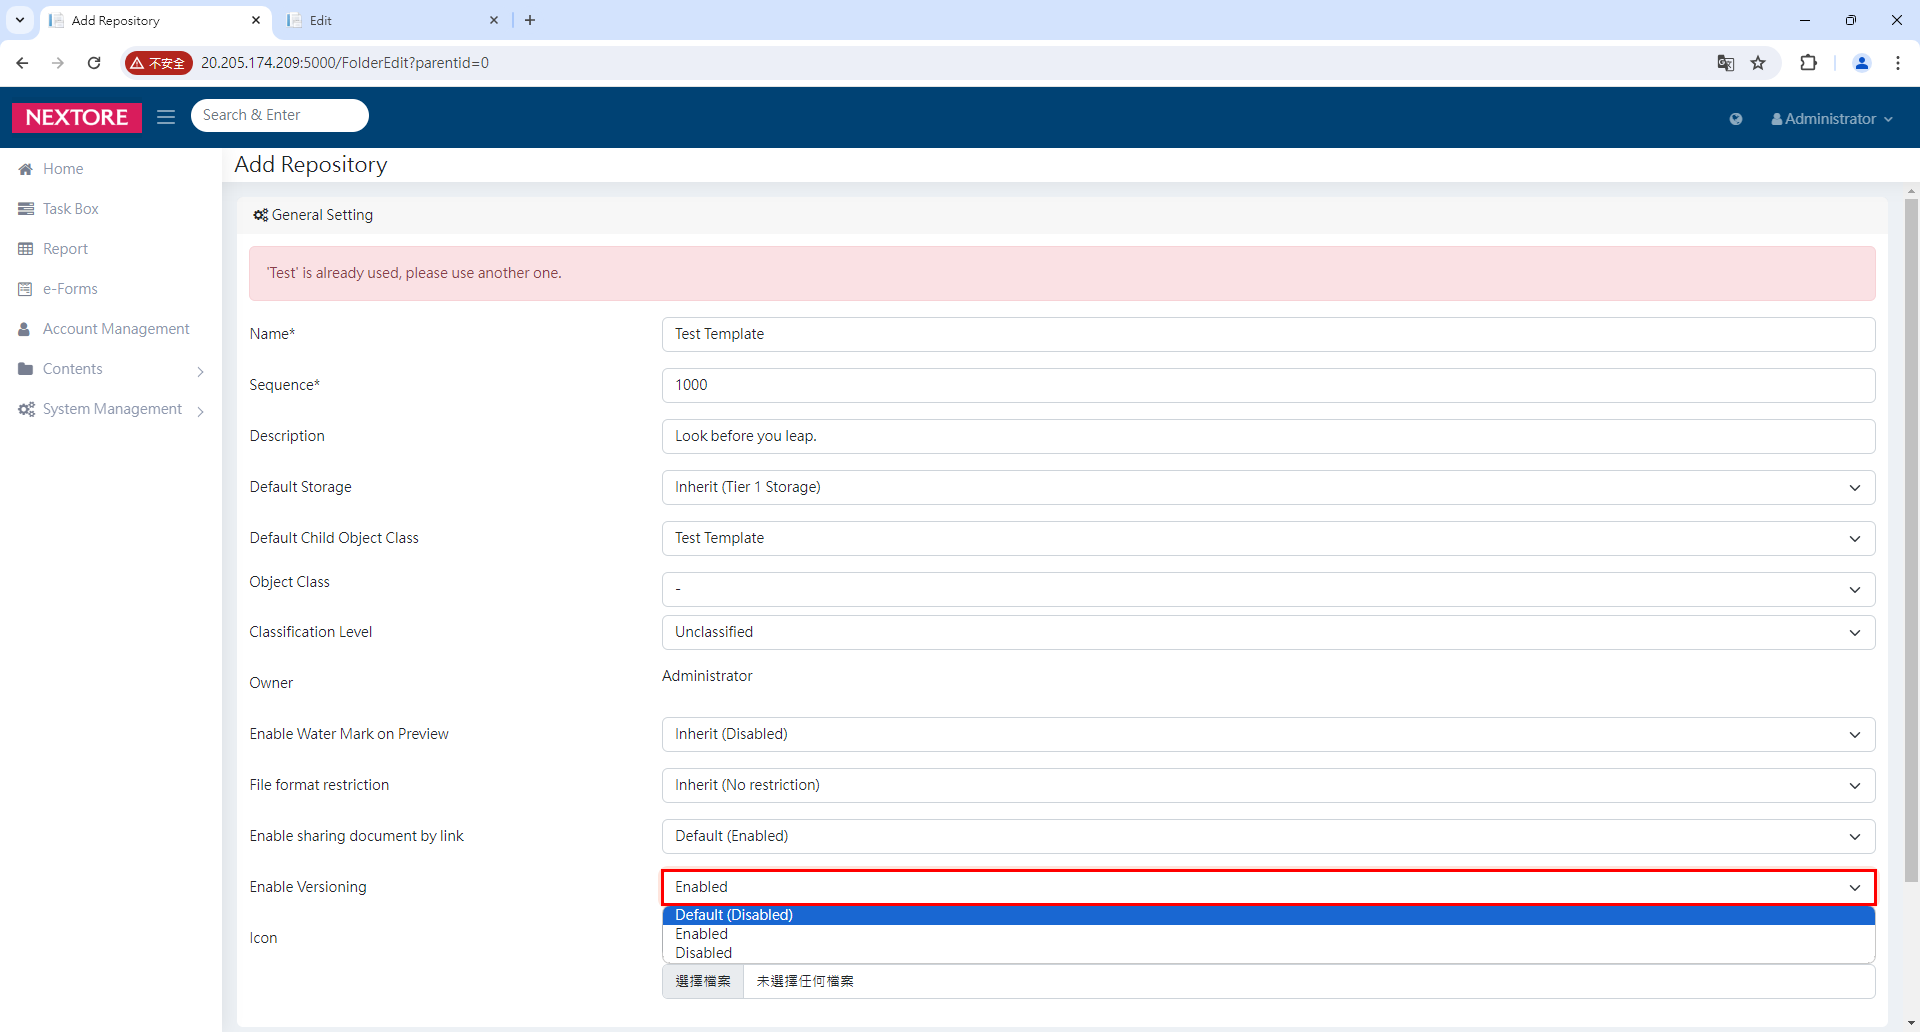 Add Repository
Edit
不安全
20.205.174.209:5000/FolderEdit?parentid=0
NEXTORE
Search & Enter
Administrator
Home
Task Box
Report
e-Forms
Account Management
Contents
System Management
Add Repository
General Setting
'Test' is already used, please use another one.
Name*
Test Template
Sequence*
1000
Description
Look before you leap.
Default Storage
Inherit (Tier 1 Storage)
Default Child Object Class
Test Template
Object Class
-
Classification Level
Unclassified
Owner
Administrator
Enable Water Mark on Preview
Inherit (Disabled)
File format restriction
Inherit (No restriction)
Enable sharing document by link
Default (Enabled)
Enable Versioning
Enabled
Default (Disabled)
Enabled
Disabled
Icon
選擇檔案
未選擇任何檔案